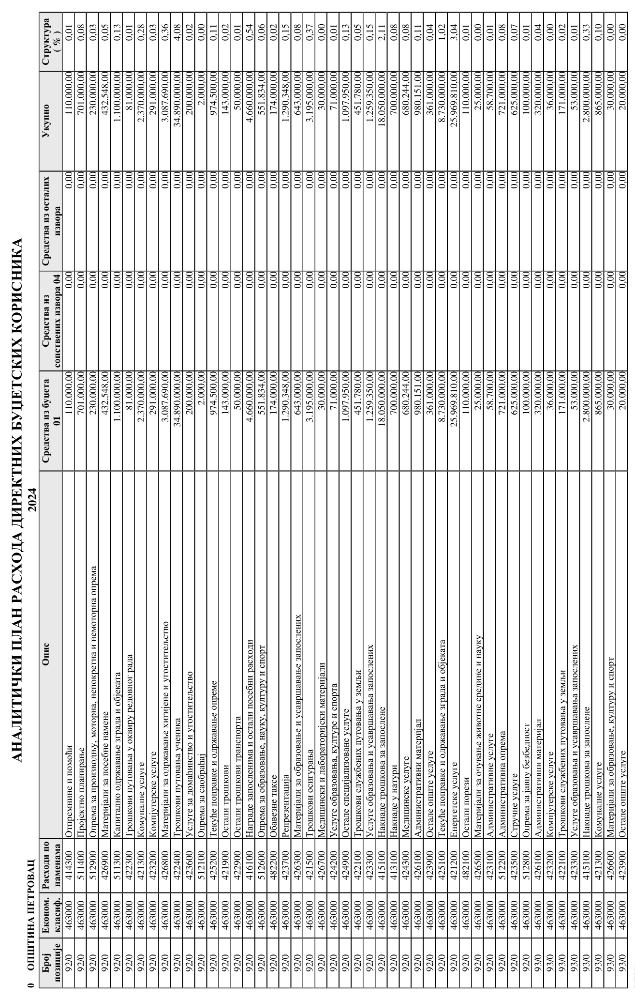 АНАЛИТИЧКИ ПЛАН РАСХОДА ДИРЕКТНИХ БУЏЕТСКИХ КОРИСНИКА
2024
0 ОПШТИНА ПЕТРОВАЦ
Број позиције Економ. класиф. Расходи по наменама Опис Средства из буџета 01 Средства из сопствених извора 04 Средства из осталих извора Укупно Структура ( % )
92/0 463000 414300 Отпремнине и помоћи 110.000,00 0,00 0,00 110.000,00 0,01
92/0 463000 511400 Пројектно планирање 701.000,00 0,00 0,00 701.000,00 0,08
92/0 463000 512900 Опрема за производњу, моторна, непокретна и немоторна опрема 230.000,00 0,00 0,00 230.000,00 0,03
92/0 463000 426900 Материјали за посебне намене 432.548,00 0,00 0,00 432.548,00 0,05
92/0 463000 511300 Капитално одржавање зграда и објеката 1.100.000,00 0,00 0,00 1.100.000,00 0,13
92/0 463000 422300 Трошкови путовања у оквиру редовног рада 81.000,00 0,00 0,00 81.000,00 0,01
92/0 463000 421300 Комуналне услуге 2.370.000,00 0,00 0,00 2.370.000,00 0,28
92/0 463000 423200 Компјутерске услуге 291.000,00 0,00 0,00 291.000,00 0,03
92/0 463000 426800 Материјали за одржавање хигијене и угоститељство 3.087.690,00 0,00 0,00 3.087.690,00 0,36
92/0 463000 422400 Трошкови путовања ученика 34.890.000,00 0,00 0,00 34.890.000,00 4,08
92/0 463000 423600 Услуге за домаћинство и угоститељство 200.000,00 0,00 0,00 200.000,00 0,02
92/0 463000 512100 Опрема за саобраћај 2.000,00 0,00 0,00 2.000,00 0,00
92/0 463000 425200 Текуће поправке и одржавање опреме 974.500,00 0,00 0,00 974.500,00 0,11
92/0 463000 421900 Остали трошкови 143.000,00 0,00 0,00 143.000,00 0,02
92/0 463000 422900 Остали трошкови транспорта 50.000,00 0,00 0,00 50.000,00 0,01
92/0 463000 416100 Награде запосленима и остали посебни расходи 4.660.000,00 0,00 0,00 4.660.000,00 0,54
92/0 463000 512600 Опрема за образовање, науку, културу и спорт 551.834,00 0,00 0,00 551.834,00 0,06
92/0 463000 482200 Обавезне таксе 174.000,00 0,00 0,00 174.000,00 0,02
92/0 463000 423700 Репрезентација 1.290.348,00 0,00 0,00 1.290.348,00 0,15
92/0 463000 426300 Материјали за образовање и усавршавање запослених 643.000,00 0,00 0,00 643.000,00 0,08
92/0 463000 421500 Трошкови осигурања 3.195.000,00 0,00 0,00 3.195.000,00 0,37
92/0 463000 426700 Медицински и лабораторијски материјали 30.000,00 0,00 0,00 30.000,00 0,00
92/0 463000 424200 Услуге образовања, културе и спорта 71.000,00 0,00 0,00 71.000,00 0,01
92/0 463000 424900 Остале специјализоване услуге 1.097.950,00 0,00 0,00 1.097.950,00 0,13
92/0 463000 422100 Трошкови службених путовања у земљи 451.780,00 0,00 0,00 451.780,00 0,05
92/0 463000 423300 Услуге образовања и усавршавања запослених 1.259.350,00 0,00 0,00 1.259.350,00 0,15
92/0 463000 415100 Накнаде трошкова за запослене 18.050.000,00 0,00 0,00 18.050.000,00 2,11
92/0 463000 413100 Накнаде у натури 700.000,00 0,00 0,00 700.000,00 0,08
92/0 463000 424300 Медицинске услуге 680.244,00 0,00 0,00 680.244,00 0,08
92/0 463000 426100 Административни материјал 980.151,00 0,00 0,00 980.151,00 0,11
92/0 463000 423900 Остале опште услуге 361.000,00 0,00 0,00 361.000,00 0,04
92/0 463000 425100 Текуће поправке и одржавање зграда и објеката 8.730.000,00 0,00 0,00 8.730.000,00 1,02
92/0 463000 421200 Енергетске услуге 25.969.810,00 0,00 0,00 25.969.810,00 3,04
92/0 463000 482100 Остали порези 110.000,00 0,00 0,00 110.000,00 0,01
92/0 463000 426500 Материјали за очување животне средине и науку 25.000,00 0,00 0,00 25.000,00 0,00
92/0 463000 423100 Административне услуге 58.700,00 0,00 0,00 58.700,00 0,01
92/0 463000 512200 Административна опрема 721.000,00 0,00 0,00 721.000,00 0,08
92/0 463000 423500 Стручне услуге 625.000,00 0,00 0,00 625.000,00 0,07
92/0 463000 512800 Опрема за јавну безбедност 100.000,00 0,00 0,00 100.000,00 0,01
93/0 463000 426100 Административни материјал 320.000,00 0,00 0,00 320.000,00 0,04
93/0 463000 423200 Компјутерске услуге 36.000,00 0,00 0,00 36.000,00 0,00
93/0 463000 422100 Трошкови службених путовања у земљи 171.000,00 0,00 0,00 171.000,00 0,02
93/0 463000 423300 Услуге образовања и усавршавања запослених 53.000,00 0,00 0,00 53.000,00 0,01
93/0 463000 415100 Накнаде трошкова за запослене 2.800.000,00 0,00 0,00 2.800.000,00 0,33
93/0 463000 421300 Комуналне услуге 865.000,00 0,00 0,00 865.000,00 0,10
93/0 463000 426600 Материјали за образовање, културу и спорт 30.000,00 0,00 0,00 30.000,00 0,00
93/0 463000 423900 Остале опште услуге 20.000,00 0,00 0,00 20.000,00 0,00